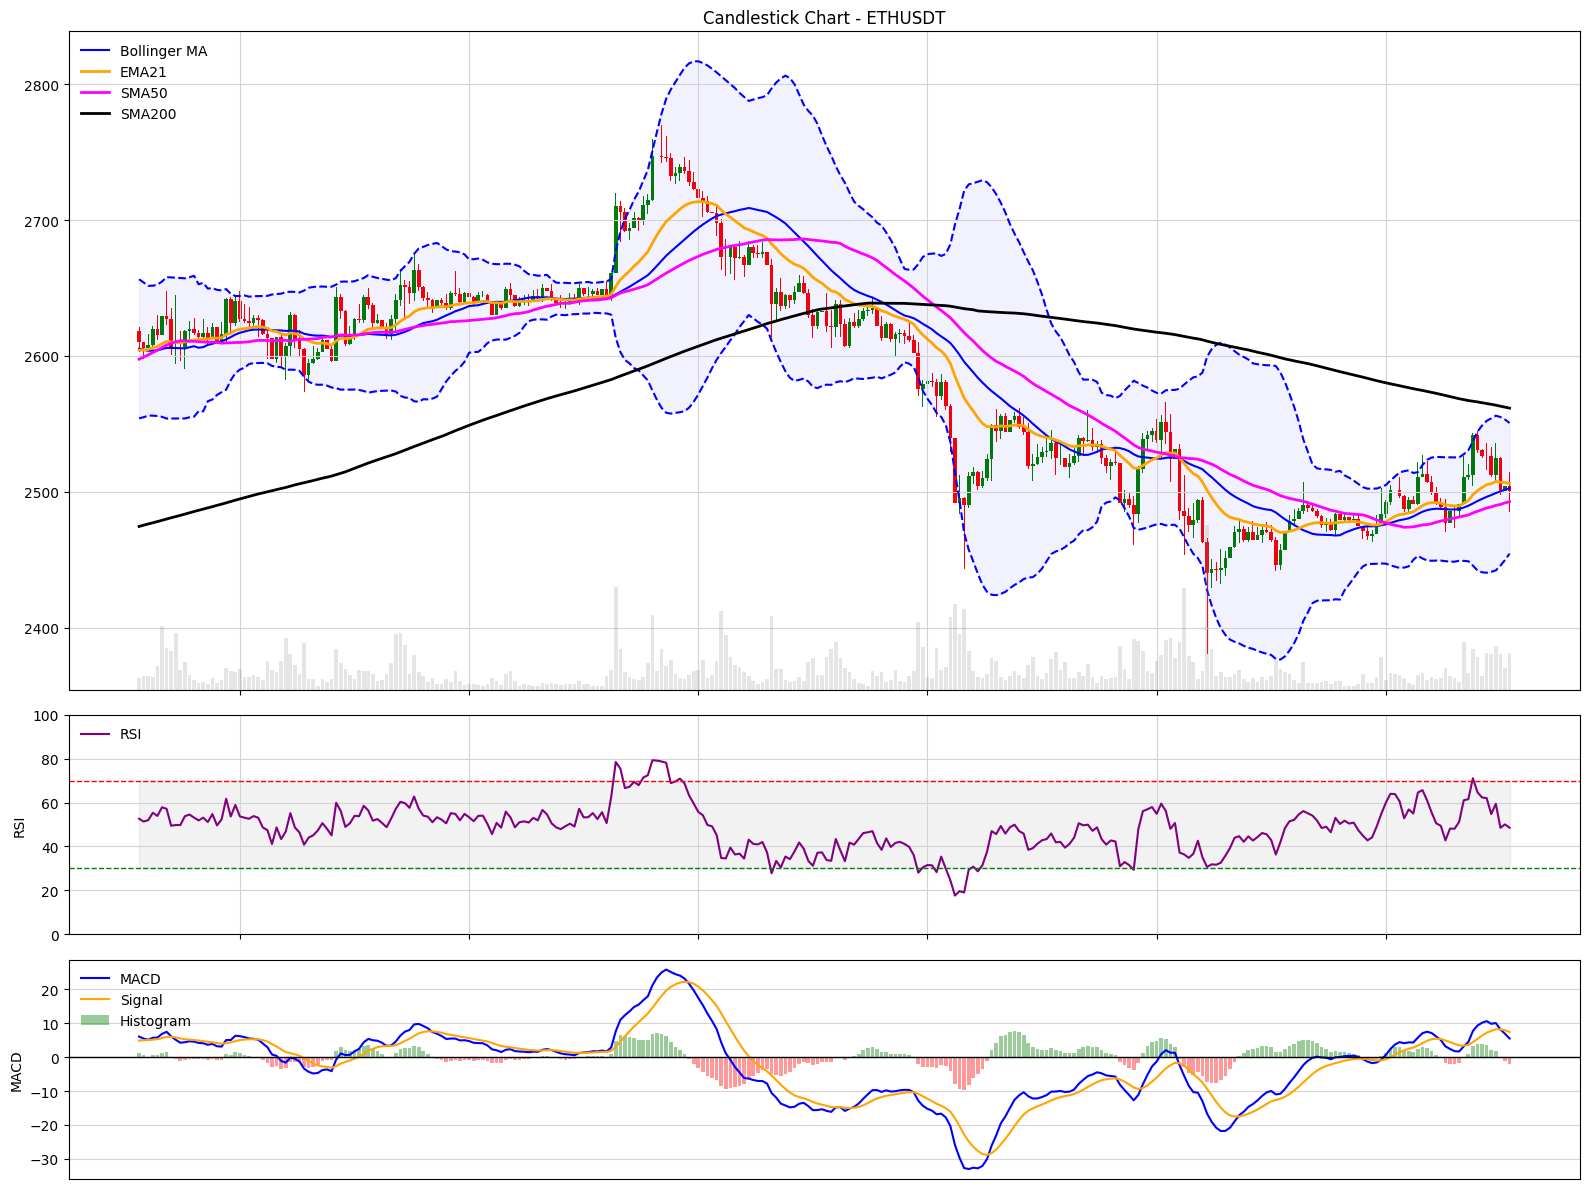 Candlestick Chart - ETHUSDT
Bollinger MA
EMA21
SMA50
SMA200
2800
2700
2600
2500
2400
RSI
100
80
60
40
20
0
RSI
MACD
Signal
Histogram
20
10
0
−10
−20
−30
MACD